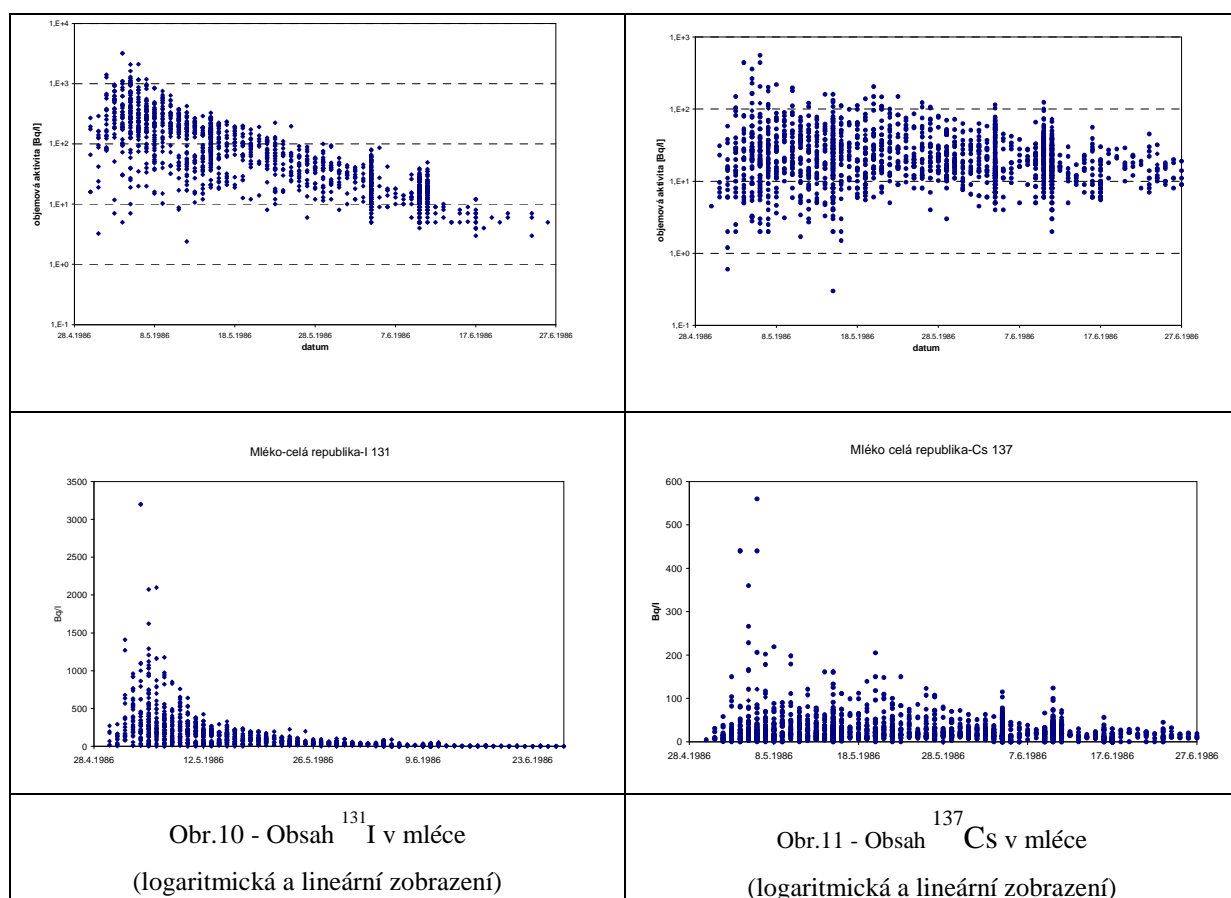 1,E+4
1,E+3
1,E+2
1,E+1
1,E+0
1,E-1
objemová aktivita [Bq/l]
28.4.1986 8.5.1986 18.5.1986 28.5.1986 7.6.1986 17.6.1986 27.6.1986
datum
1,E+3
1,E+2
1,E+1
1,E+0
1,E-1
objemová aktivita [Bq/l]
28.4.1986 8.5.1986 18.5.1986 28.5.1986 7.6.1986 17.6.1986 27.6.1986
datum
Mléko-celá republika-I 131
3500
3000
2500
2000
1500
1000
500
0
Bq/l
28.4.1986 12.5.1986 26.5.1986 9.6.1986 23.6.1986
Mléko celá republika-Cs 137
600
500
400
300
200
100
0
Bq/l
28.4.1986 8.5.1986 18.5.1986 28.5.1986 7.6.1986 17.6.1986 27.6.1986
Obr.10 - Obsah 131I v mléce
(logaritmická a lineární zobrazení)
Obr.11 - Obsah 137Cs v mléce
(logaritmická a lineární zobrazení)